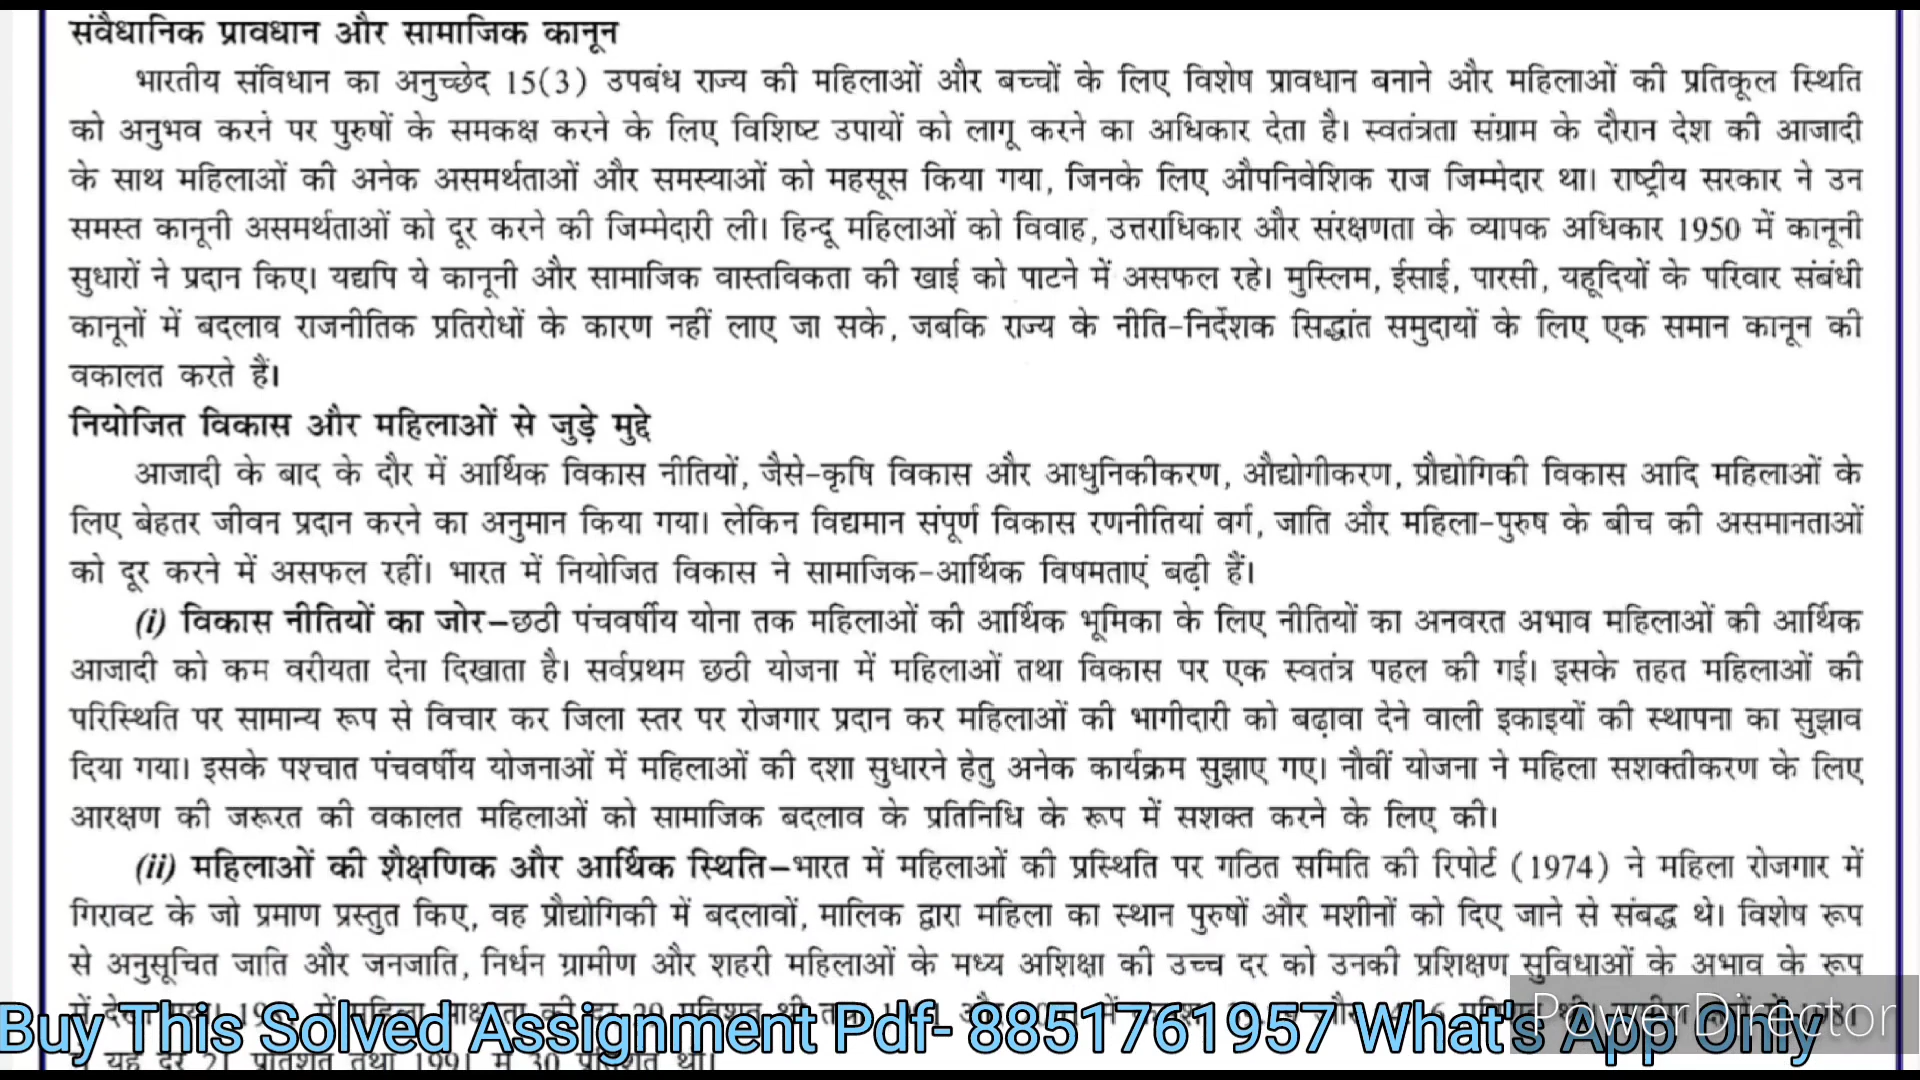 संवैधानिक प्रावधान और सामाजिक कानून
भारतीय संविधान का अनुच्छेद 15(3) उपबंध राज्य की महिलाओं और बच्चों के लिए विशेष प्रावधान बनाने और महिलाओं की प्रतिकूल स्थिति
को अनुभव करने पर पुरुषों के समकक्ष करने के लिए विशिष्ट उपायों को लागू करने का अधिकार देता है। स्वतंत्रता संग्राम के दौरान देश की आजादी
के साथ महिलाओं की अनेक असमर्थताओं और समस्याओं को महसूस किया गया, जिनके लिए औपनिवेशिक राज जिम्मेदार था। राष्ट्रीय सरकार ने उन
समस्त कानूनी असमर्थताओं को दूर करने की जिम्मेदारी ली। हिन्दू महिलाओं को विवाह, उत्तराधिकार और संरक्षणता के व्यापक अधिकार 1950 में कानूनी
सुधारों ने प्रदान किए। यद्यपि ये कानूनी और सामाजिक वास्तविकता की खाई को पाटने में असफल रहे। मुस्लिम, ईसाई, पारसी, यहूदियों के परिवार संबंधी
कानूनों में बदलाव राजनीतिक प्रतिरोधों के कारण नहीं लाए जा सके, जबकि राज्य के नीति-निर्देशक सिद्धांत समुदायों के लिए एक समान कानून की
वकालत करते हैं।
नियोजित विकास और महिलाओं से जुड़े मुद्दे
आजादी के बाद के दौर में आर्थिक विकास नीतियों, जैसे-कृषि विकास और आधुनिकीकरण, औद्योगीकरण, प्रौद्योगिकी विकास आदि महिलाओं के
लिए बेहतर जीवन प्रदान करने का अनुमान किया गया। लेकिन विद्यमान संपूर्ण विकास रणनीतियां वर्ग, जाति और महिला-पुरुष के बीच की असमानताओं
को दूर करने में असफल रहीं। भारत में नियोजित विकास ने सामाजिक-आर्थिक विषमताएं बढ़ी हैं।
(i) विकास नीतियों का जोर–छठी पंचवर्षीय योना तक महिलाओं की आर्थिक भूमिका के लिए नीतियों का अनवरत अभाव महिलाओं की आर्थिक
आजादी को कम वरीयता देना दिखाता है। सर्वप्रथम छठी योजना में महिलाओं तथा विकास पर एक स्वतंत्र पहल की गई। इसके तहत महिलाओं की
परिस्थिति पर सामान्य रूप से विचार कर जिला स्तर पर रोजगार प्रदान कर महिलाओं की भागीदारी को बढ़ावा देने वाली इकाइयों की स्थापना का सुझाव
दिया गया। इसके पश्चात पंचवर्षीय योजनाओं में महिलाओं की दशा सुधारने हेतु अनेक कार्यक्रम सुझाए गए। नौवीं योजना ने महिला सशक्तीकरण के लिए
आरक्षण की जरूरत की वकालत महिलाओं को सामाजिक बदलाव के प्रतिनिधि के रूप में सशक्त करने के लिए की।
(ii) महिलाओं की शैक्षणिक और आर्थिक स्थिति–भारत में महिलाओं की प्रस्थिति पर गठित समिति की रिपोर्ट (1974) ने महिला रोजगार में
गिरावट के जो प्रमाण प्रस्तुत किए, वह प्रौद्योगिकी में बदलावों, मालिक द्वारा महिला का स्थान पुरुषों और मशीनों को दिए जाने से संबद्ध थे। विशेष रूप
से अनुसूचित जाति और जनजाति, निर्धन ग्रामीण और शहरी महिलाओं के मध्य अशिक्षा की उच्च दर को उनकी प्रशिक्षण सुविधाओं के अभाव के रूप
Buy This Solved Assignment Pdf- 8851761957 What's App Only
PowerDirector
यह दर 21 प्रतिशत तथा 1991 में 30 प्रतिशत थी।